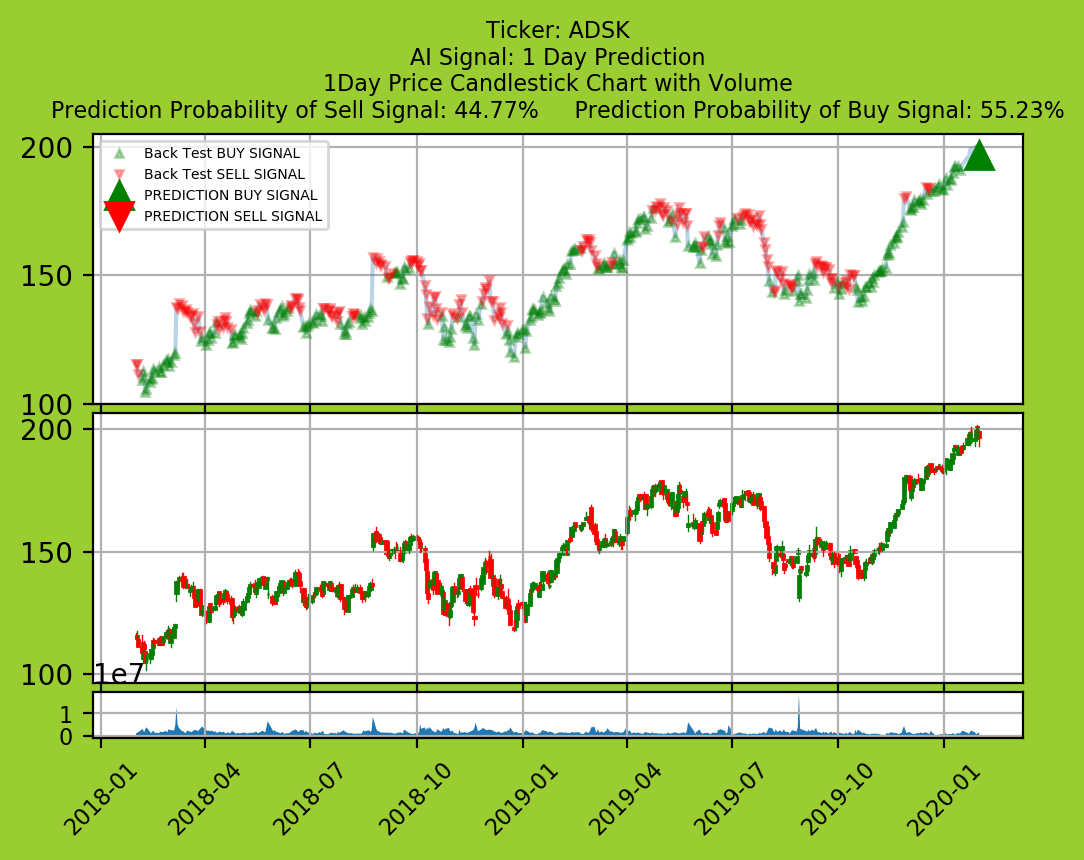 Ticker: ADSK
AI Signal: 1 Day Prediction
1Day Price Candlestick Chart with Volume
Prediction Probability of Sell Signal: 44.77% Prediction Probability of Buy Signal: 55.23%
Back Test BUY SIGNAL
Back Test SELL SIGNAL
PREDICTION BUY SIGNAL
PREDICTION SELL SIGNAL
200
150
100
200
150
100
1e7
1
0
2018-01 2018-04 2018-07 2018-10 2019-01 2019-04 2019-07 2019-10 2020-01